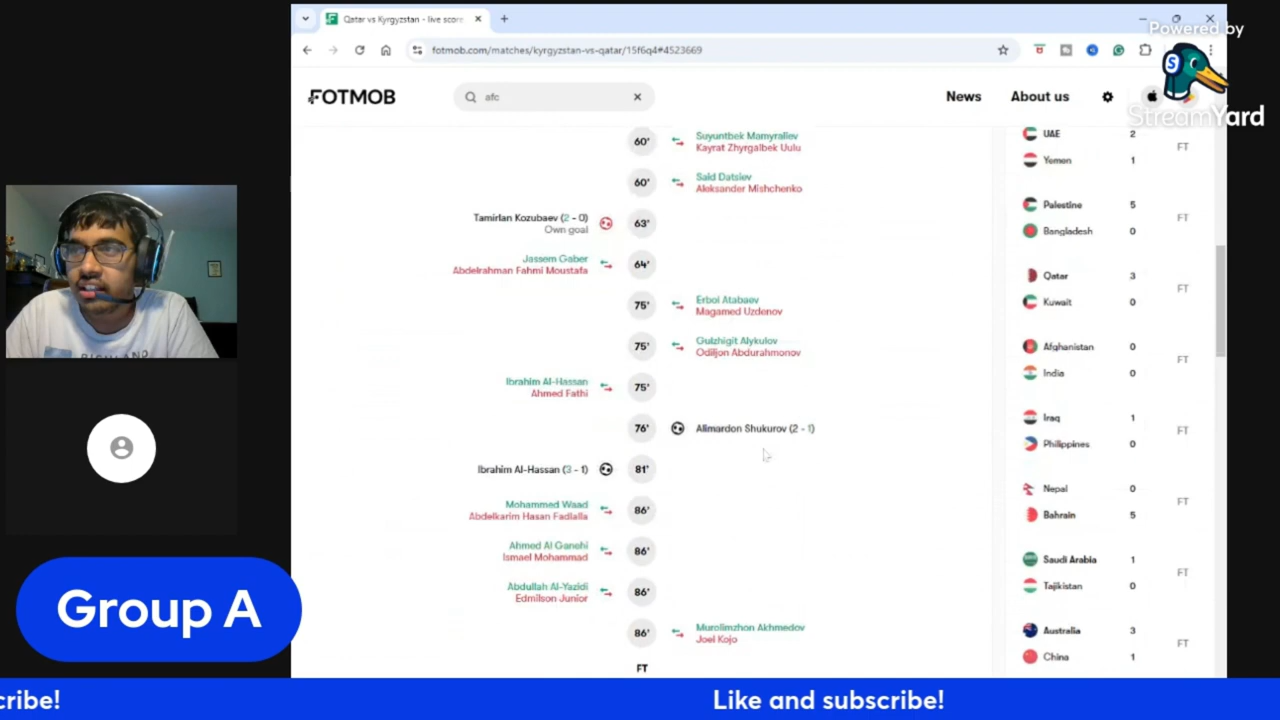 Qatar vs Kyrgyzstan - live score
fotmob.com/matches/kyrgyzstan-vs-qatar/15f6q4#4523669
Powered by
StreamYard
FOTMOB
afc
News
About us
60'
Suyuntbek Mamyraliev
Kayrat Zhyrgalbek Uulu
60'
Said Datsiev
Aleksander Mishchenko
Tamirlan Kozubaev (2 - 0)
Own goal
63'
Jassem Gaber
Abdelrahman Fahmi Moustafa
64'
75'
Erbol Atabaev
Magamed Uzdenov
75'
Gulzhigit Alykulov
Odiljon Abdurahmonov
Ibrahim Al-Hassan
Ahmed Fathi
75'
76'
Alimardon Shukurov (2 - 1)
Ibrahim Al-Hassan (3 - 1)
81'
Mohammed Waad
Abdelkarim Hasan Fadlalla
86'
Ahmed Al Ganehi
Ismael Mohammad
86'
Abdullah Al-Yazidi
Edmilson Junior
86'
86'
Murolimzhon Akhmedov
Joel Kojo
FT
UAE 2
Yemen 1
FT
Palestine 5
Bangladesh 0
FT
Qatar 3
Kuwait 0
FT
Afghanistan 0
India 0
FT
Iraq 1
Philippines 0
FT
Nepal 0
Bahrain 5
FT
Saudi Arabia 1
Tajikistan 0
FT
Australia 3
China 1
FT
Group A
cribe!
Like and subscribe!